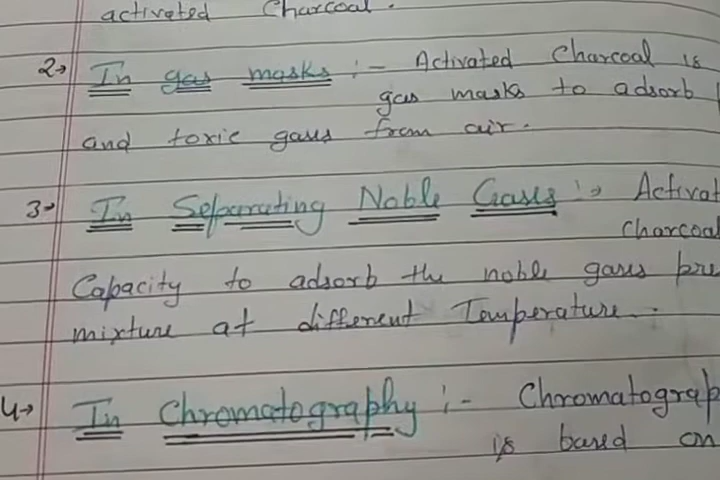 activated Charcoal.
2→ In gas masks :- Activated Charcoal is
gas masks to adsorb
and toxic gases from air.
3→ In Separating Noble Gases :→ Activat
Charcoal
Capacity to adsorb the noble gases pre
mixture at different Temperature.
4→ In Chromatography :- Chromatograp
is based on